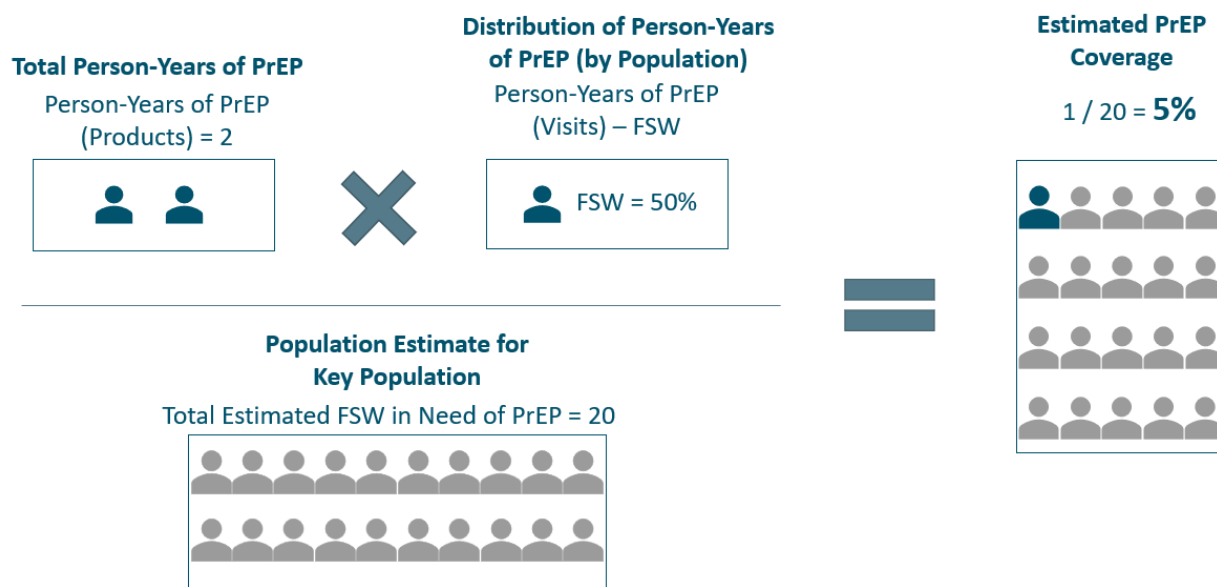 Total Person-Years of PrEP
Person-Years of PrEP
(Products) = 2
Distribution of Person-Years
of PrEP (by Population)
Person-Years of PrEP
(Visits) – FSW
FSW = 50%
Population Estimate for
Key Population
Total Estimated FSW in Need of PrEP = 20
Estimated PrEP
Coverage
1 / 20 = 5%